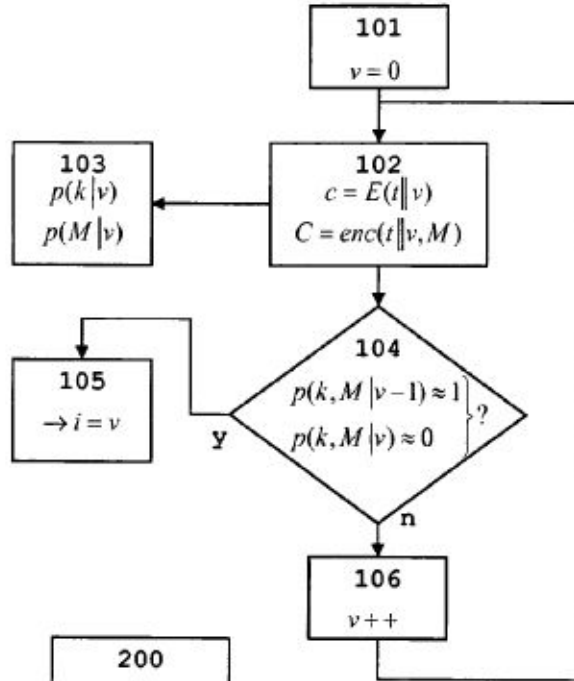 101
v = 0
103
p(k|v)
p(M|v)
102
c = E(t‖v)
C = enc(t‖v, M)
104
p(k, M|v−1) ≈ 1
p(k, M|v) ≈ 0
?
105
→ i = v
y
n
106
v++
200